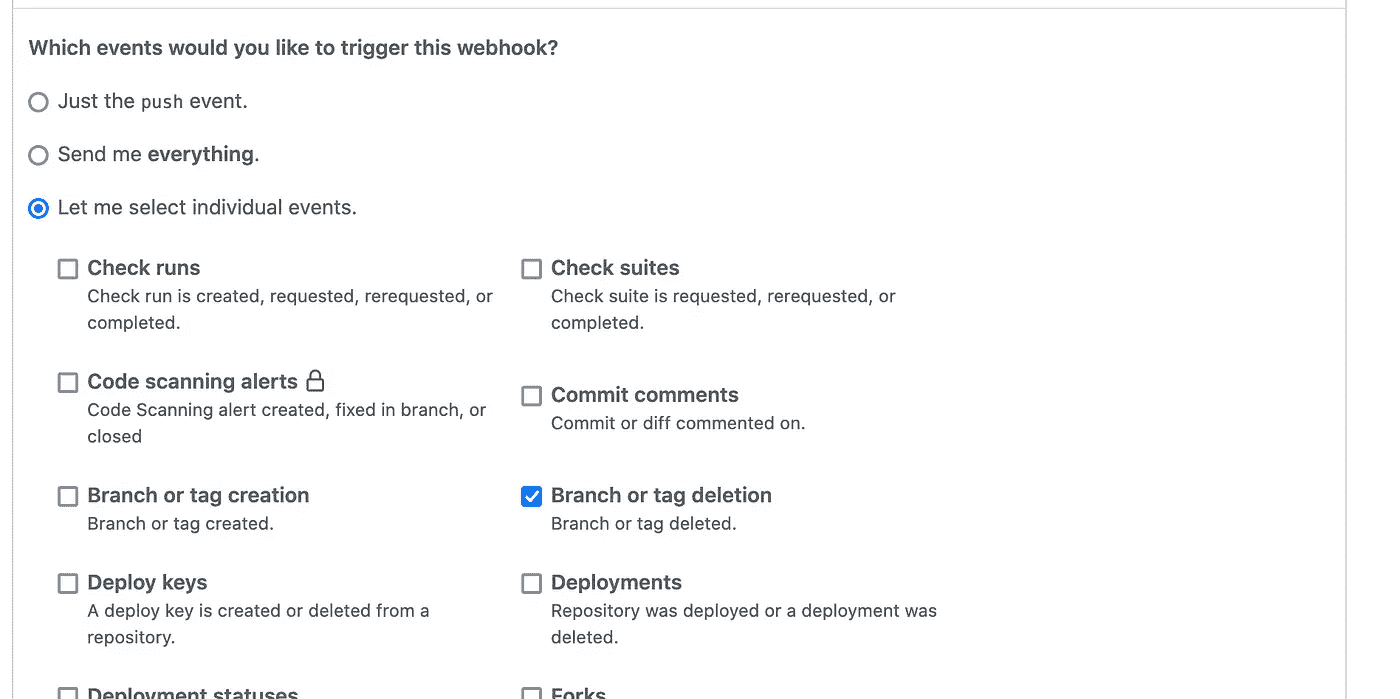 Which events would you like to trigger this webhook?
Just the push event.
Send me everything.
Let me select individual events.
Check runs
Check run is created, requested, rerequested, or
completed.
Check suites
Check suite is requested, rerequested, or
completed.
Code scanning alerts
Code Scanning alert created, fixed in branch, or
closed
Commit comments
Commit or diff commented on.
Branch or tag creation
Branch or tag created.
Branch or tag deletion
Branch or tag deleted.
Deploy keys
A deploy key is created or deleted from a
repository.
Deployments
Repository was deployed or a deployment was
deleted.
Deployment statuses
Forks